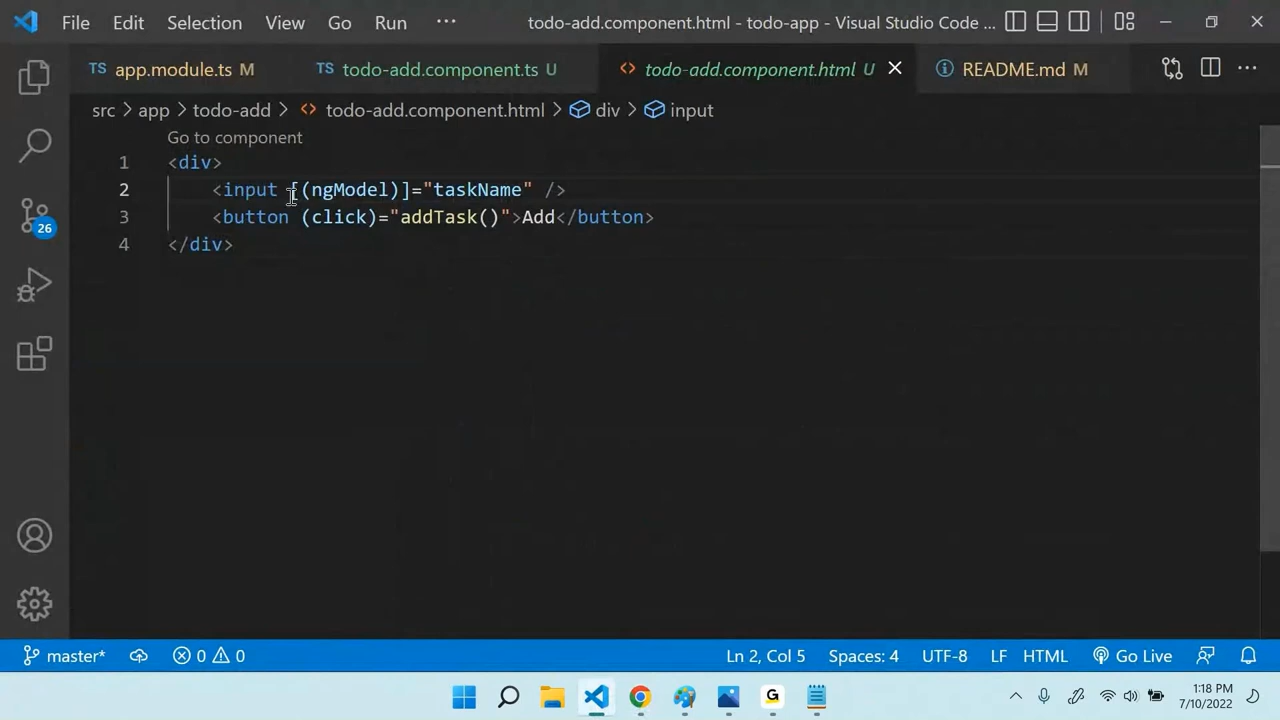 File Edit Selection View Go Run ··· todo-add.component.html - todo-app - Visual Studio Code ...
TS app.module.ts M TS todo-add.component.ts U <> todo-add.component.html U README.md M ···
src > app > todo-add > <> todo-add.component.html > div > input
Go to component
1 <div>
2 <input [(ngModel)]="taskName" />
3 <button (click)="addTask()">Add</button>
4 </div>
26
master* 0 0 Ln 2, Col 5 Spaces: 4 UTF-8 LF HTML Go Live
G
1:18 PM
7/10/2022